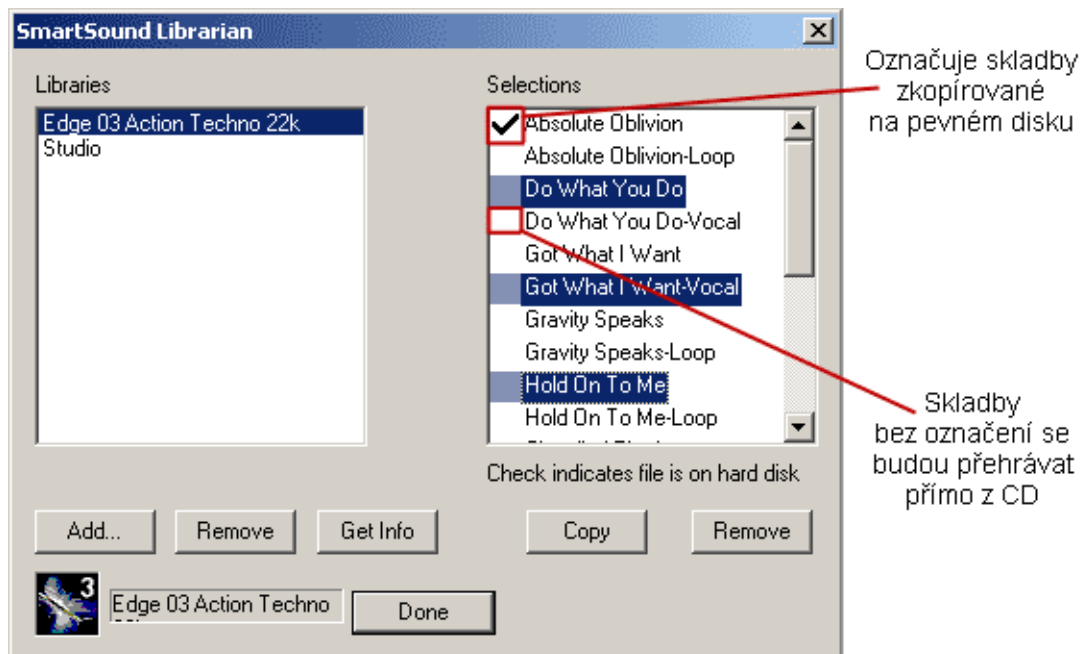 SmartSound Librarian
Libraries
Edge 03 Action Techno 22k
Studio
Selections
Absolute Oblivion
Absolute Oblivion-Loop
Do What You Do
Do What You Do-Vocal
Got What I Want
Got What I Want-Vocal
Gravity Speaks
Gravity Speaks-Loop
Hold On To Me
Hold On To Me-Loop
Check indicates file is on hard disk
Add...
Remove
Get Info
Copy
Remove
3
Edge 03 Action Techno
Done
Označuje skladby
zkopírované
na pevném disku
Skladby
bez označení se
budou přehrávat
přímo z CD